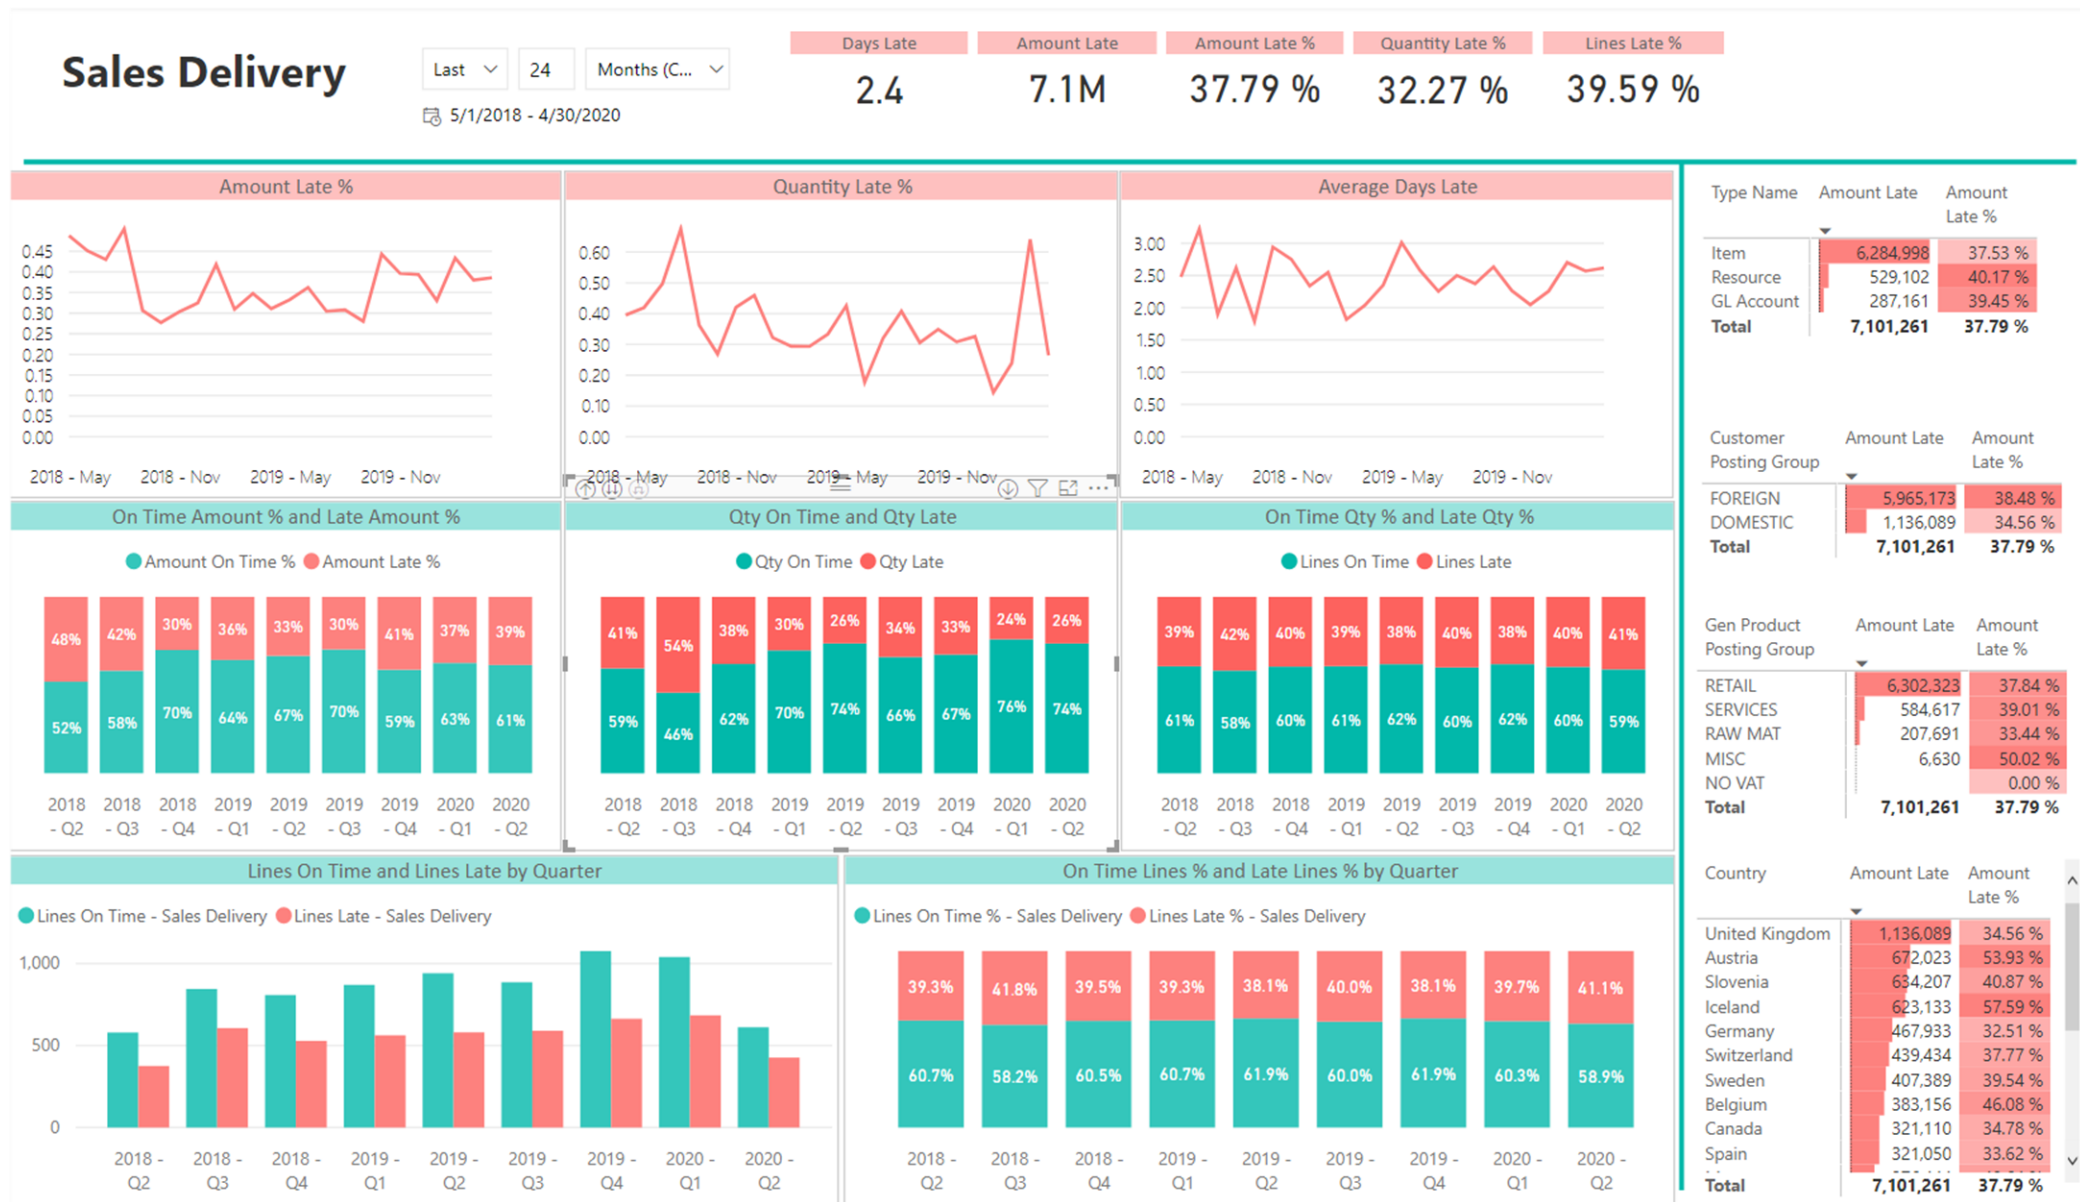 Sales Delivery
Last 24 Months (C...
5/1/2018 - 4/30/2020
Days Late
2.4
Amount Late
7.1M
Amount Late %
37.79 %
Quantity Late %
32.27 %
Lines Late %
39.59 %
Amount Late %
0.45
0.40
0.35
0.30
0.25
0.20
0.15
0.10
0.05
0.00
2018 - May 2018 - Nov 2019 - May 2019 - Nov
Quantity Late %
0.60
0.50
0.40
0.30
0.20
0.10
0.00
2018 - May 2018 - Nov 2019 - May 2019 - Nov
Average Days Late
3.00
2.50
2.00
1.50
1.00
0.50
0.00
2018 - May 2018 - Nov 2019 - May 2019 - Nov
On Time Amount % and Late Amount %
Amount On Time % Amount Late %
48% 42% 30% 36% 33% 30% 41% 37% 39%
52% 58% 70% 64% 67% 70% 59% 63% 61%
2018 2018 2018 2019 2019 2019 2019 2020 2020
- Q2 - Q3 - Q4 - Q1 - Q2 - Q3 - Q4 - Q1 - Q2
Qty On Time and Qty Late
Qty On Time Qty Late
41% 54% 38% 30% 26% 34% 33% 24% 26%
59% 46% 62% 70% 74% 66% 67% 76% 74%
2018 2018 2018 2019 2019 2019 2019 2020 2020
- Q2 - Q3 - Q4 - Q1 - Q2 - Q3 - Q4 - Q1 - Q2
On Time Qty % and Late Qty %
Lines On Time Lines Late
39% 42% 40% 39% 38% 40% 38% 40% 41%
61% 58% 60% 61% 62% 60% 62% 60% 59%
2018 2018 2018 2019 2019 2019 2019 2020 2020
- Q2 - Q3 - Q4 - Q1 - Q2 - Q3 - Q4 - Q1 - Q2
Lines On Time and Lines Late by Quarter
Lines On Time - Sales Delivery Lines Late - Sales Delivery
1,000
500
0
2018 - 2018 - 2018 - 2019 - 2019 - 2019 - 2019 - 2020 - 2020 -
Q2 Q3 Q4 Q1 Q2 Q3 Q4 Q1 Q2
On Time Lines % and Late Lines % by Quarter
Lines On Time % - Sales Delivery Lines Late % - Sales Delivery
39.3% 41.8% 39.5% 39.3% 38.1% 40.0% 38.1% 39.7% 41.1%
60.7% 58.2% 60.5% 60.7% 61.9% 60.0% 61.9% 60.3% 58.9%
2018 - 2018 - 2018 - 2019 - 2019 - 2019 - 2019 - 2020 - 2020 -
Q2 Q3 Q4 Q1 Q2 Q3 Q4 Q1 Q2
Type Name Amount Late Amount
Late %
Item 6,284,998 37.53 %
Resource 529,102 40.17 %
GL Account 287,161 39.45 %
Total 7,101,261 37.79 %
Customer Amount Late Amount
Posting Group Late %
FOREIGN 5,965,173 38.48 %
DOMESTIC 1,136,089 34.56 %
Total 7,101,261 37.79 %
Gen Product Amount Late Amount
Posting Group Late %
RETAIL 6,302,323 37.84 %
SERVICES 584,617 39.01 %
RAW MAT 207,691 33.44 %
MISC 6,630 50.02 %
NO VAT 0.00 %
Total 7,101,261 37.79 %
Country Amount Late Amount
Late %
United Kingdom 1,136,089 34.56 %
Austria 672,023 53.93 %
Slovenia 634,207 40.87 %
Iceland 623,133 57.59 %
Germany 467,933 32.51 %
Switzerland 439,434 37.77 %
Sweden 407,389 39.54 %
Belgium 383,156 46.08 %
Canada 321,110 34.78 %
Spain 321,050 33.62 %
Total 7,101,261 37.79 %